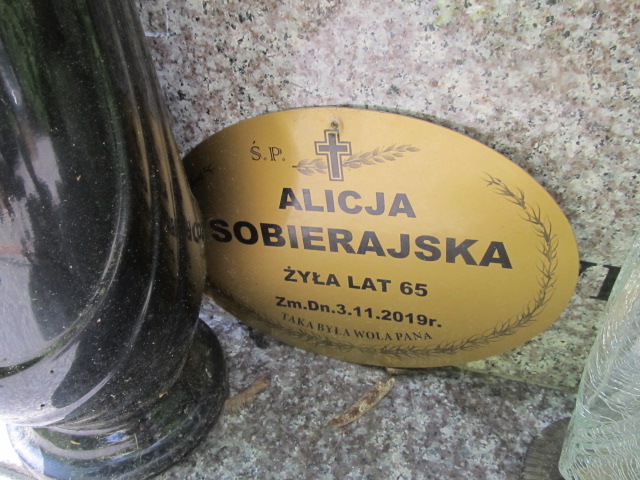 Ś.P.
ALICJA
SOBIERAJSKA
ŻYŁA LAT 65
Zm.Dn.3.11.2019r.
TAKA BYŁA WOLA PANA